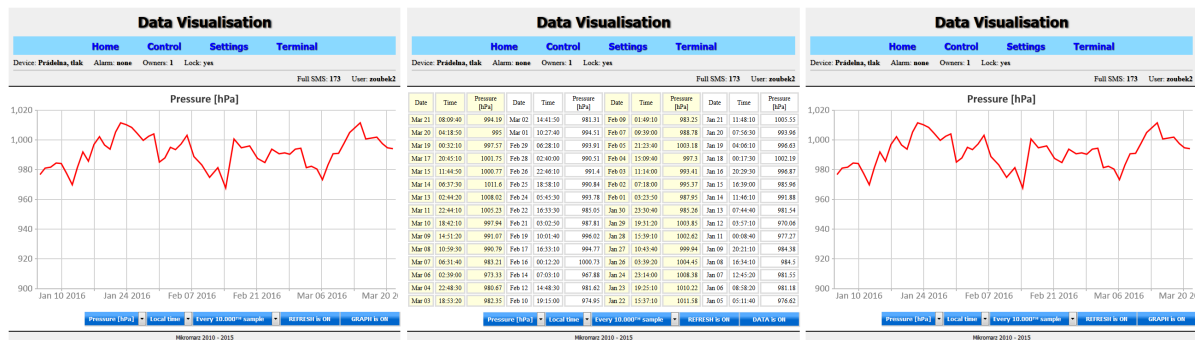 Data Visualisation
Home Control Settings Terminal
Device: Prádelna, tlak Alarm: none Owners: 1 Lock: yes
Full SMS: 173 User: zoubek2
Pressure [hPa]
1,020
1,000
980
960
940
920
900
Jan 10 2016 Jan 24 2016 Feb 07 2016 Feb 21 2016 Mar 06 2016 Mar 20 2
Pressure [hPa] Local time Every 10.000th sample REFRESH is ON GRAPH is ON
Mikromarz 2010 - 2015
Data Visualisation
Home Control Settings Terminal
Device: Prádelna, tlak Alarm: none Owners: 1 Lock: yes
Full SMS: 173 User: zoubek2
Date Time Pressure [hPa] Date Time Pressure [hPa] Date Time Pressure [hPa] Date Time Pressure [hPa]
Mar 21 08:09:40 994.19 Mar 02 14:41:50 981.31 Feb 09 01:49:10 983.25 Jan 21 11:48:10 1005.55
Mar 20 04:18:50 995 Mar 01 10:27:40 994.51 Feb 07 09:39:00 988.78 Jan 20 07:56:30 993.96
Mar 19 00:32:10 997.57 Feb 29 06:28:10 993.91 Feb 05 21:23:40 1003.18 Jan 19 04:06:10 996.63
Mar 17 20:45:10 1001.75 Feb 28 02:40:00 990.51 Feb 04 15:09:40 997.3 Jan 18 00:17:30 1002.19
Mar 15 11:44:50 1000.77 Feb 26 22:46:10 991.4 Feb 03 11:14:00 993.41 Jan 16 20:29:30 996.87
Mar 14 06:37:30 1011.6 Feb 25 18:58:10 990.84 Feb 02 07:18:00 995.37 Jan 15 16:39:00 985.96
Mar 13 02:44:20 1008.02 Feb 24 05:45:30 993.78 Feb 01 03:23:50 987.95 Jan 14 11:46:10 991.88
Mar 11 22:44:10 1005.23 Feb 22 16:33:30 985.05 Jan 30 23:30:40 985.26 Jan 13 07:44:40 981.54
Mar 10 18:42:10 997.94 Feb 21 03:02:50 987.81 Jan 29 19:31:20 1003.85 Jan 12 03:57:10 970.06
Mar 09 14:51:20 991.07 Feb 19 10:01:40 996.02 Jan 28 15:39:10 1002.62 Jan 11 00:08:40 977.27
Mar 08 10:59:30 990.79 Feb 17 16:33:10 994.77 Jan 27 10:43:40 999.94 Jan 09 20:21:10 984.38
Mar 07 06:31:40 983.21 Feb 16 00:12:20 1000.73 Jan 26 03:39:20 1004.45 Jan 08 16:34:10 984.5
Mar 06 02:39:00 973.33 Feb 14 07:03:10 967.88 Jan 24 23:14:00 1008.38 Jan 07 12:45:20 981.55
Mar 04 22:48:30 980.67 Feb 12 14:48:30 981.62 Jan 23 19:25:10 1010.22 Jan 06 08:58:20 981.18
Mar 03 18:53:20 982.35 Feb 10 19:15:00 974.95 Jan 22 15:37:10 1011.58 Jan 05 05:11:40 976.62
Pressure [hPa] Local time Every 10.000th sample REFRESH is ON DATA is ON
Mikromarz 2010 - 2015
Data Visualisation
Home Control Settings Terminal
Device: Prádelna, tlak Alarm: none Owners: 1 Lock: yes
Full SMS: 173 User: zoubek2
Pressure [hPa]
1,020
1,000
980
960
940
920
900
Jan 10 2016 Jan 24 2016 Feb 07 2016 Feb 21 2016 Mar 06 2016 Mar 20 2
Pressure [hPa] Local time Every 10.000th sample REFRESH is ON GRAPH is ON
Mikromarz 2010 - 2015